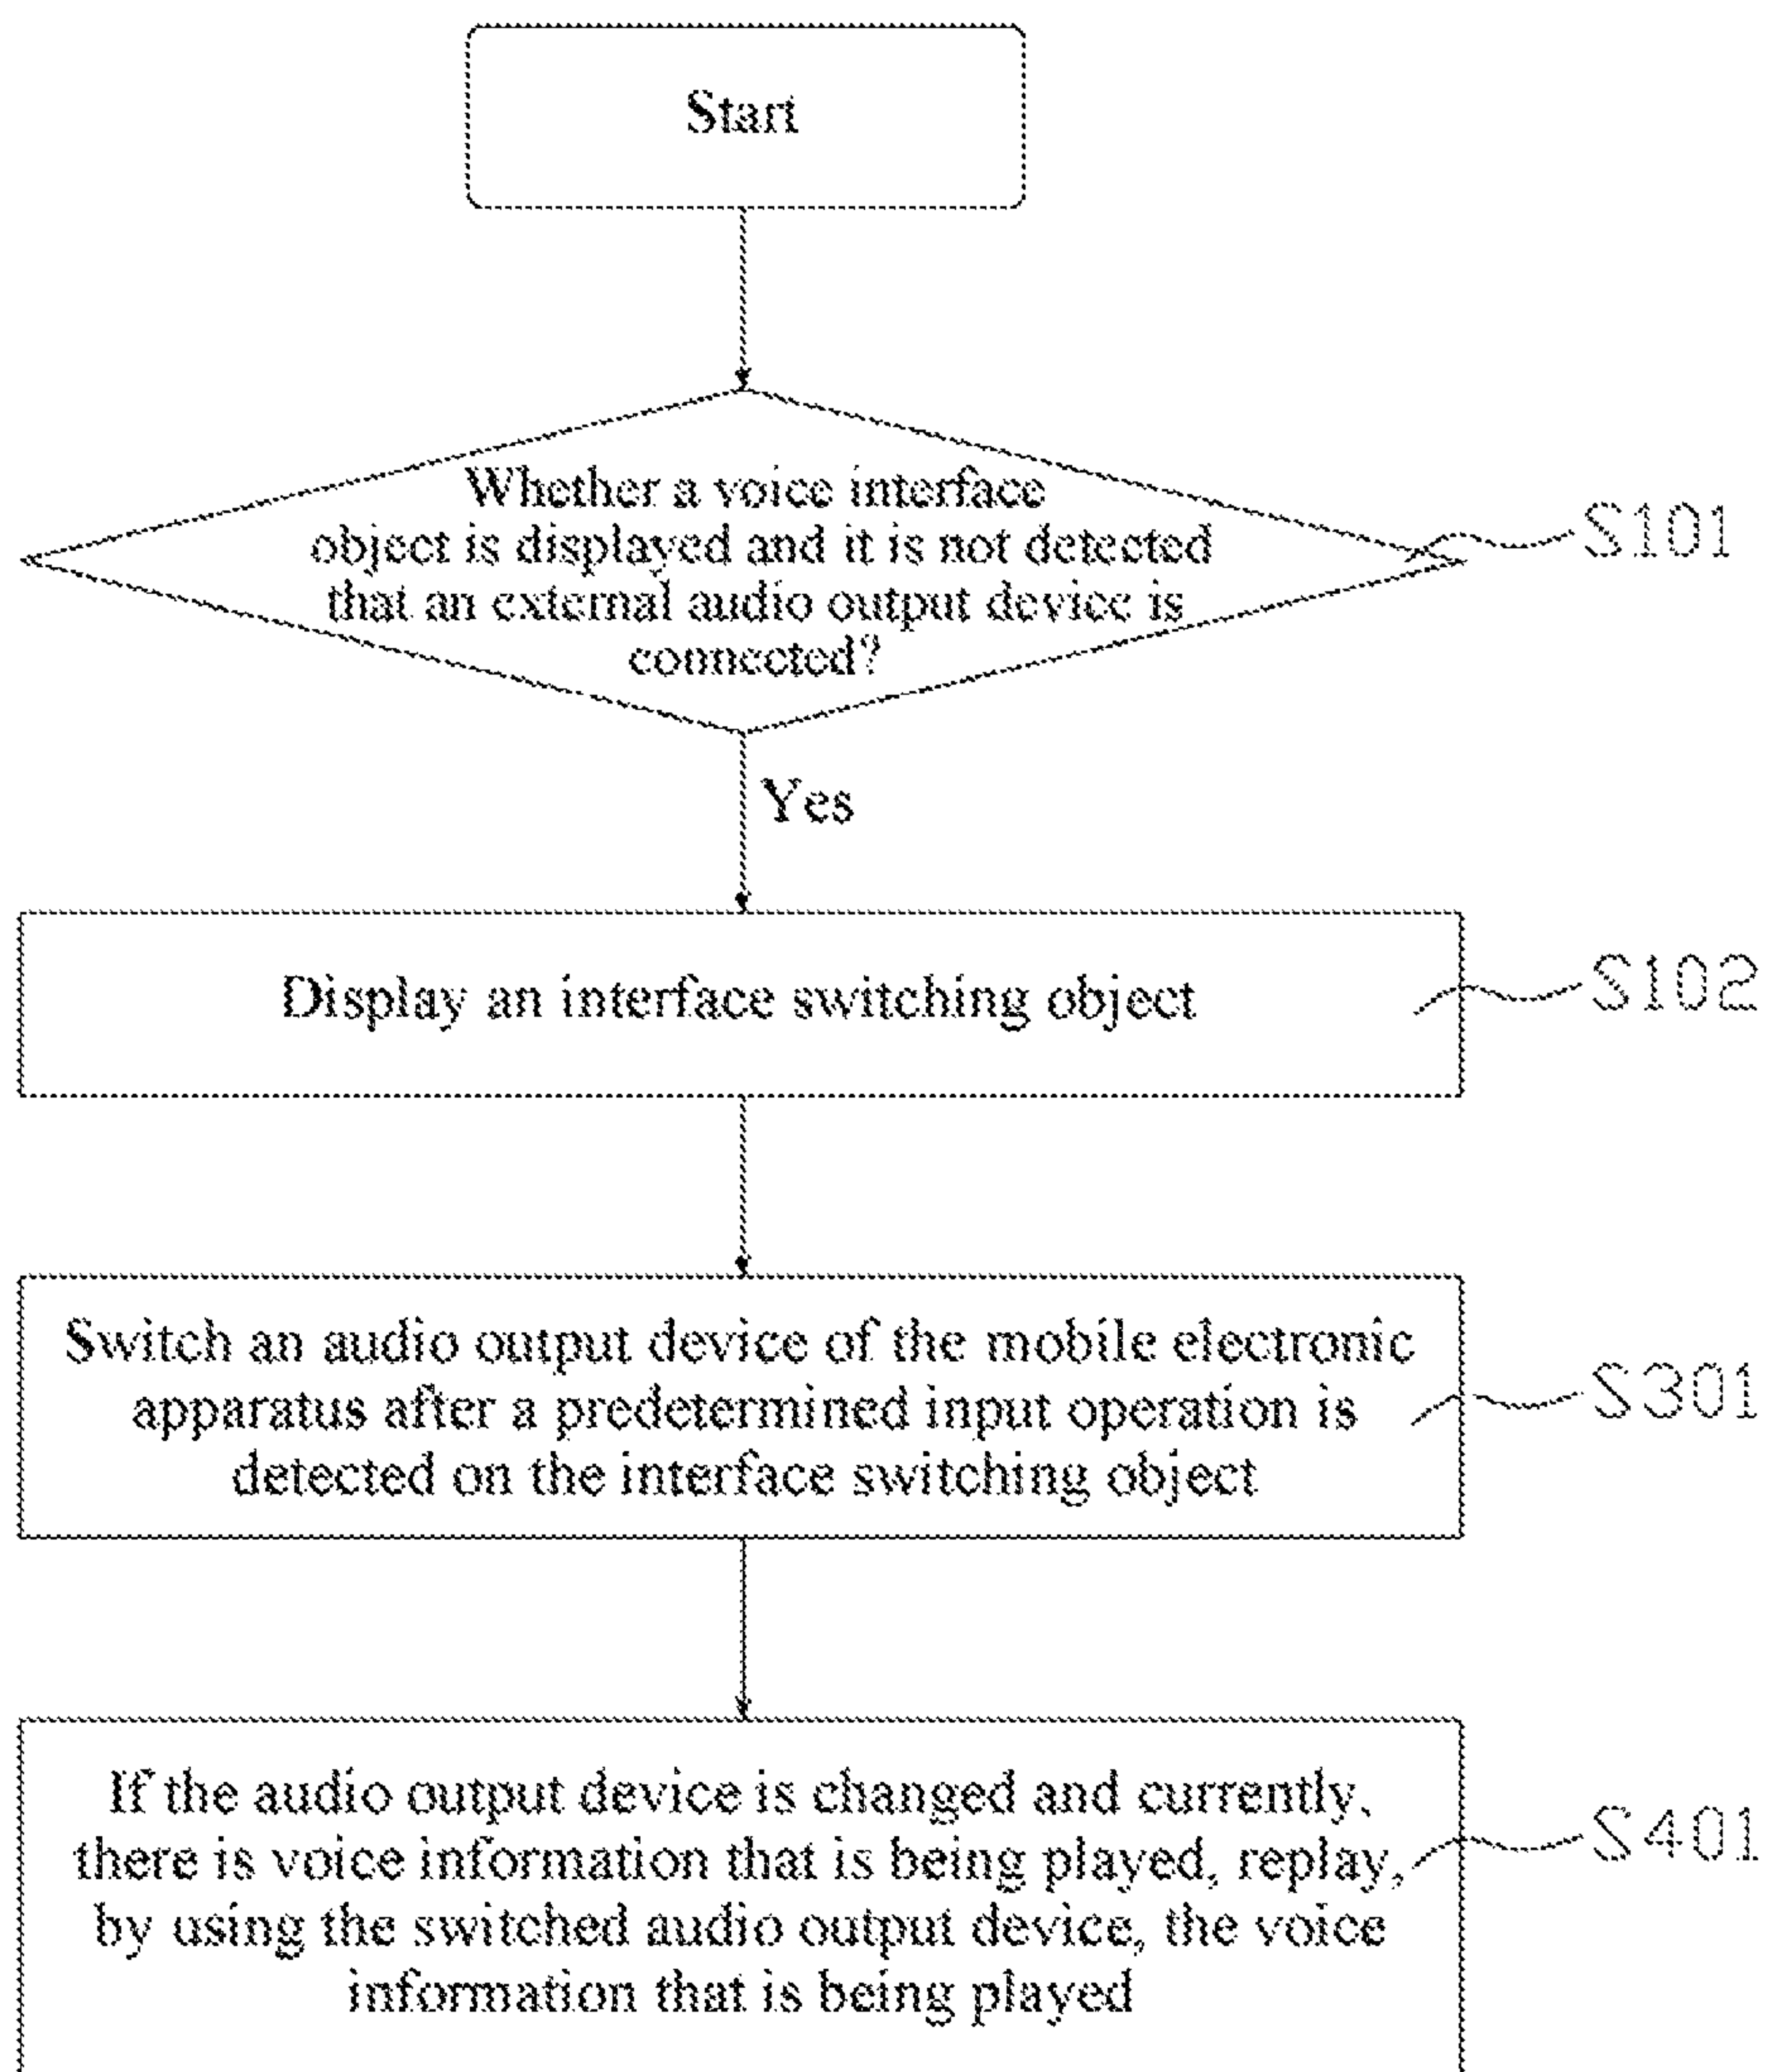 Start
Whether a voice interface
object is displayed and it is not detected
that an external audio output device is
connected?
S101
Yes
Display an interface switching object
S102
Switch an audio output device of the mobile electronic
apparatus after a predetermined input operation is
detected on the interface switching object
S301
If the audio output device is changed and currently,
there is voice information that is being played, replay,
by using the switched audio output device, the voice
information that is being played
S401